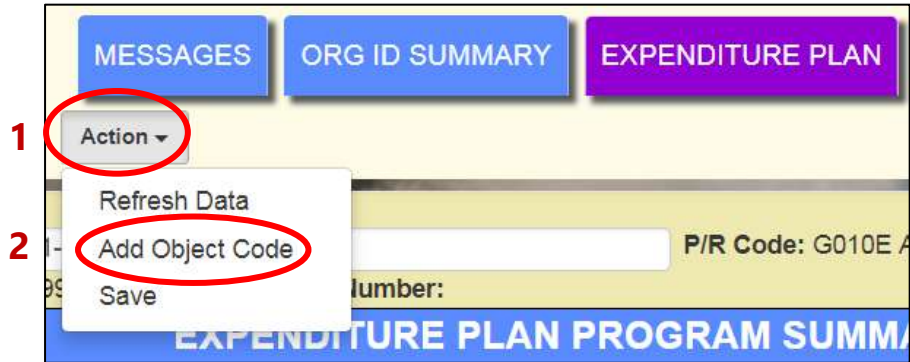 MESSAGES ORG ID SUMMARY EXPENDITURE PLAN
1 Action
Refresh Data
2 Add Object Code P/R Code: G010E
Save Number:
EXPENDITURE PLAN PROGRAM